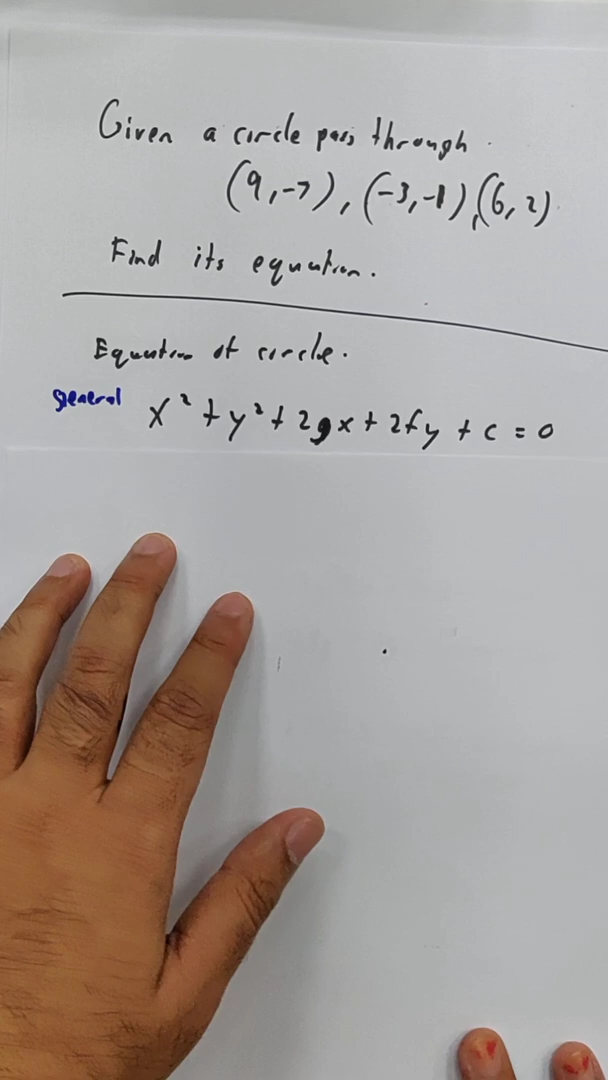 Given a circle pass through.
(9,-7), (-3,-1), (6, 2).
Find its equation.
Equation of circle.
general x² + y² + 2gx + 2fy + c = 0